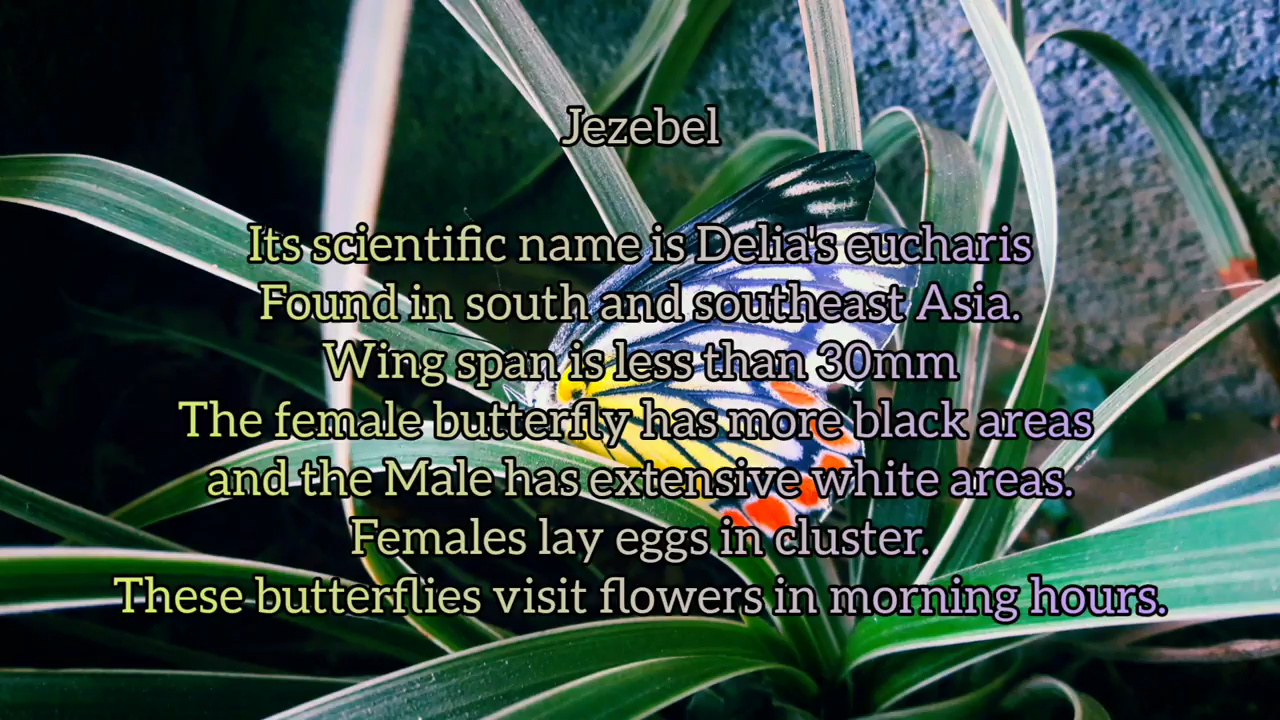 Jezebel
Its scientific name is Delia's eucharis
Found in south and southeast Asia.
Wing span is less than 30mm
The female butterfly has more black areas
and the Male has extensive white areas.
Females lay eggs in cluster.
These butterflies visit flowers in morning hours.